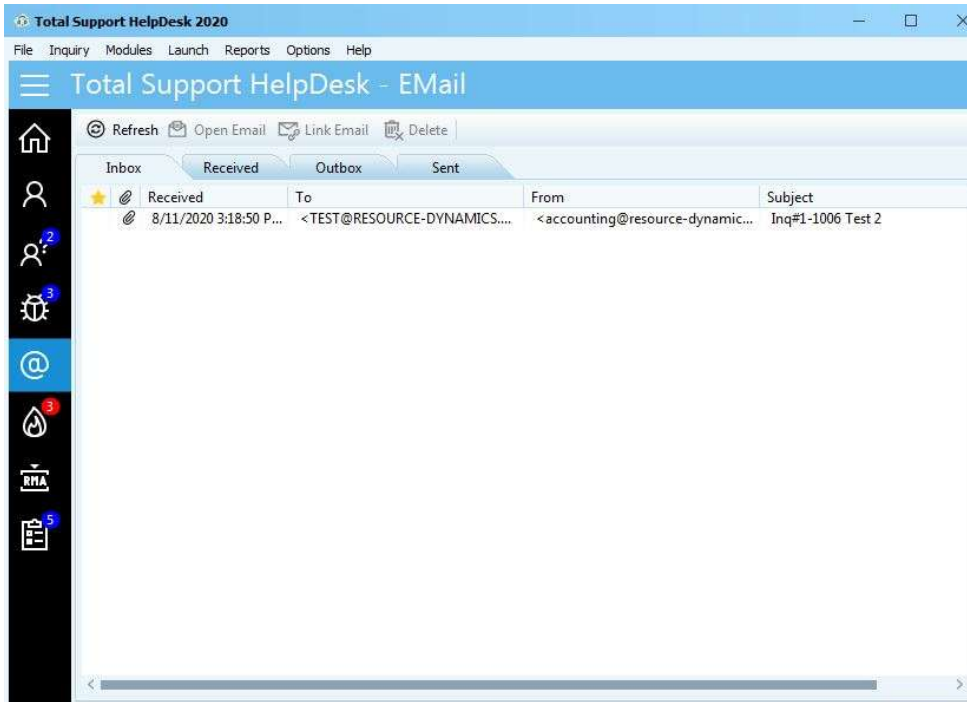 Total Support HelpDesk 2020
File Inquiry Modules Launch Reports Options Help
Total Support HelpDesk - EMail
Refresh Open Email Link Email Delete
Inbox Received Outbox Sent
Received To From Subject
8/11/2020 3:18:50 P... <TEST@RESOURCE-DYNAMICS.... <accounting@resource-dynamic... Inq#1-1006 Test 2
2
3
@
3
RMA
5